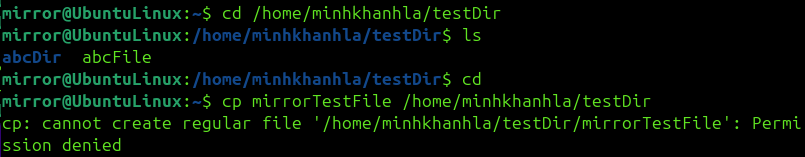 mirror@UbuntuLinux:~$ cd /home/minhkhanhla/testDir
mirror@UbuntuLinux:/home/minhkhanhla/testDir$ ls
abcDir  abcFile
mirror@UbuntuLinux:/home/minhkhanhla/testDir$ cd
mirror@UbuntuLinux:~$ cp mirrorTestFile /home/minhkhanhla/testDir
cp: cannot create regular file '/home/minhkhanhla/testDir/mirrorTestFile': Permi
ssion denied